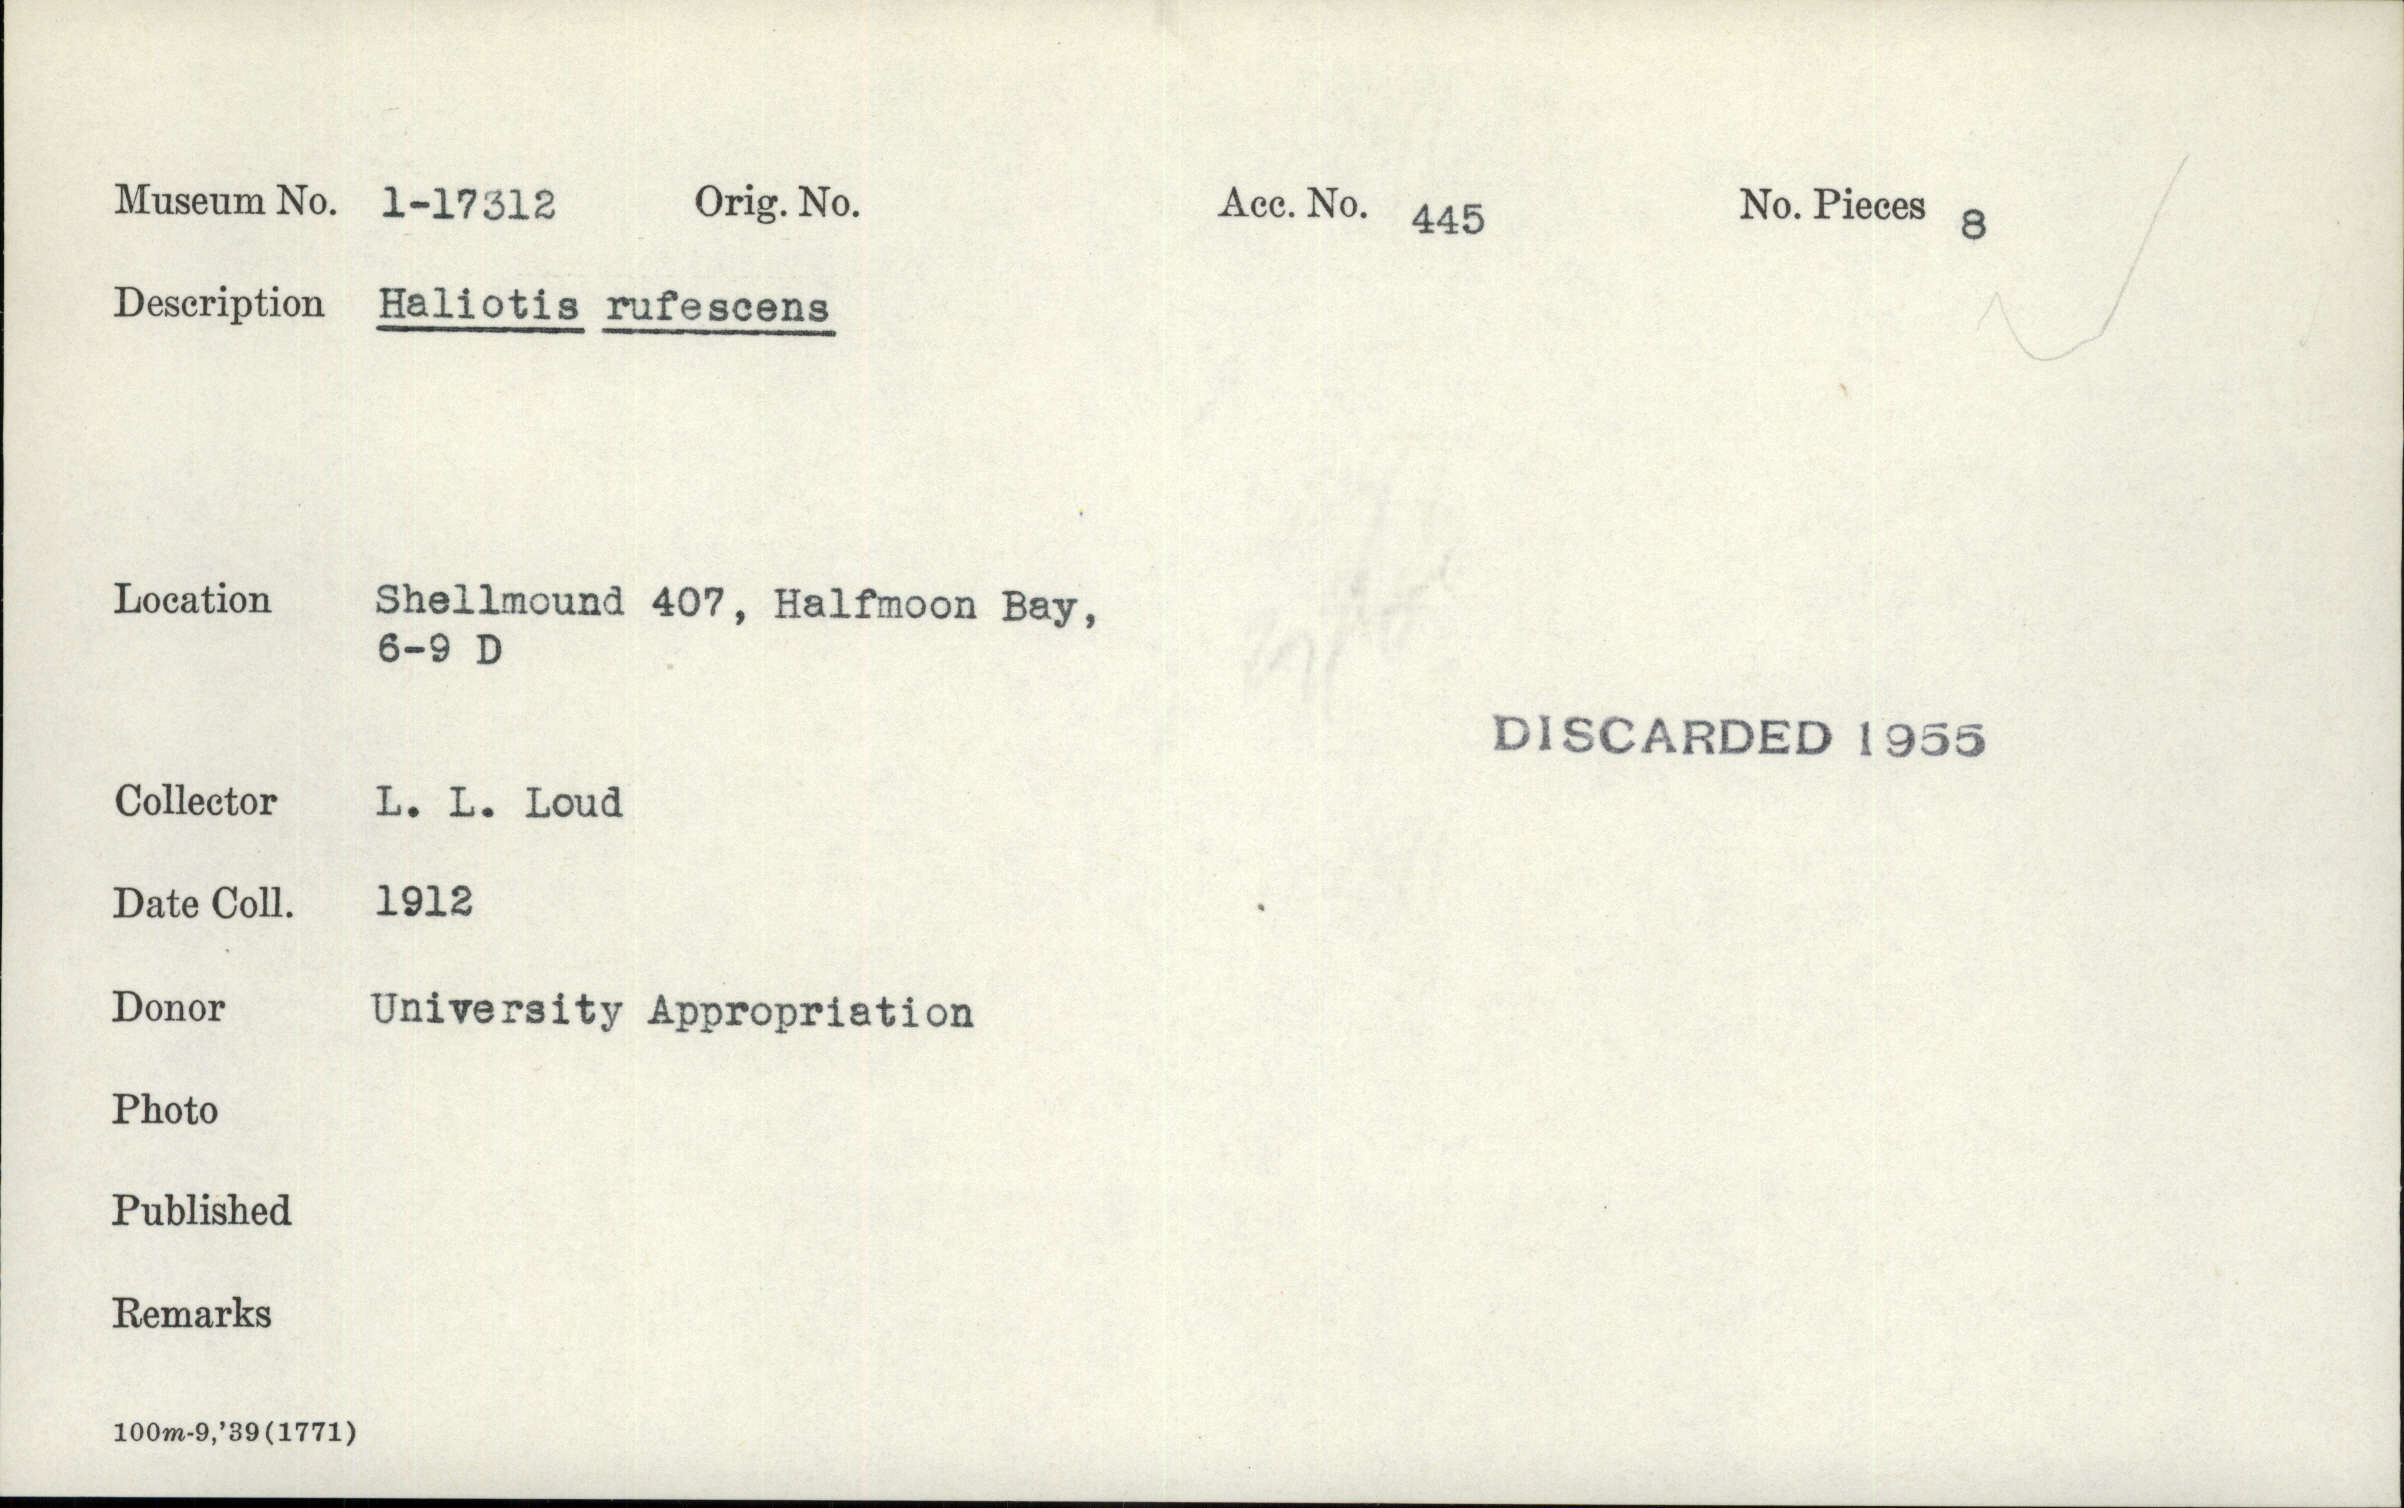 Museum No. 1-17312 Orig. No. Acc. No. 445 No. Pieces 8
Description Haliotis rufescens
Location Shellmound 407, Halfmoon Bay,
6-9 D
DISCARDED 1955
Collector L. L. Loud
Date Coll. 1912
Donor University Appropriation
Photo
Published
Remarks
100m-9,'39(1771)